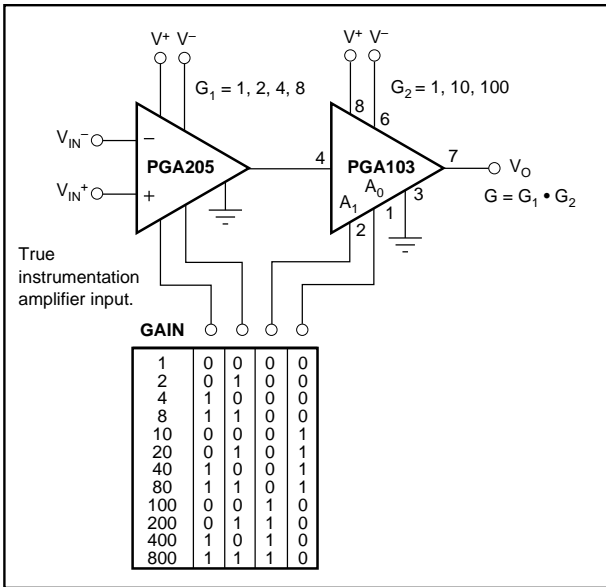 V+ V− V+ V−
G1 = 1, 2, 4, 8 G2 = 1, 10, 100
8 6
VIN− − PGA205 4 PGA103 7 VO
VIN+ + A1 A0 3 G = G1 • G2
2 1
True
instrumentation
amplifier input.
GAIN
1 0 0 0 0
2 0 1 0 0
4 1 0 0 0
8 1 1 0 0
10 0 0 0 1
20 0 1 0 1
40 1 0 0 1
80 1 1 0 1
100 0 0 1 0
200 0 1 1 0
400 1 0 1 0
800 1 1 1 0